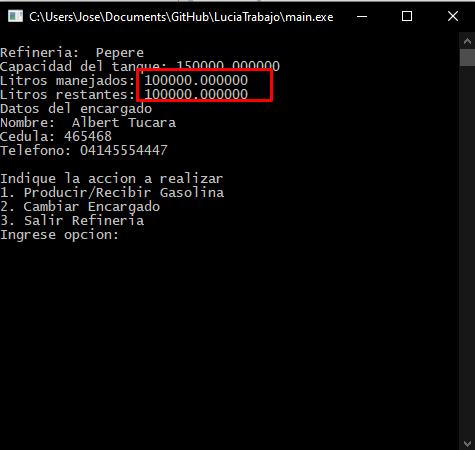 C:\Users\Jose\Documents\GitHub\LuciaTrabajo\main.exe
Refineria:  Pepere
Capacidad del tanque: 150000.000000
Litros manejados: 100000.000000
Litros restantes: 100000.000000
Datos del encargado
Nombre:  Albert Tucara
Cedula: 465468
Telefono: 04145554447
Indique la accion a realizar
1. Producir/Recibir Gasolina
2. Cambiar Encargado
3. Salir Refineria
Ingrese opcion: